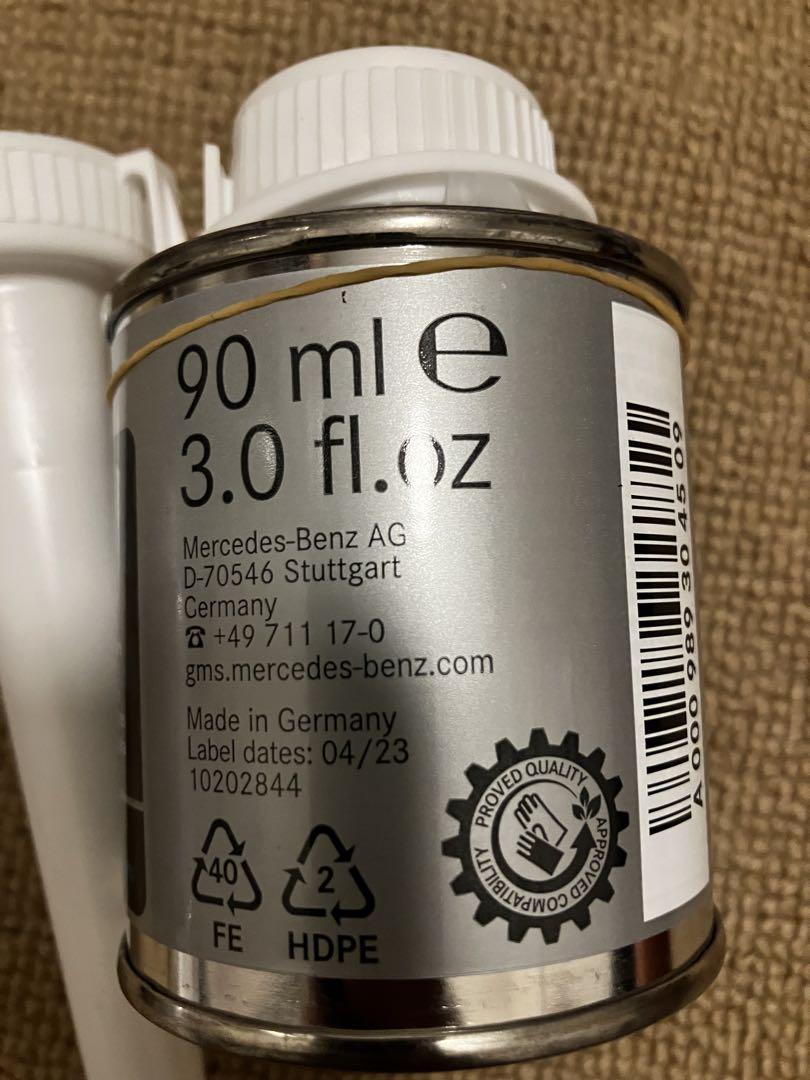 90 ml e
3.0 fl.oz
Mercedes-Benz AG
D-70546 Stuttgart
Germany
☎ +49 711 17-0
gms.mercedes-benz.com
Made in Germany
Label dates: 04/23
10202844
40
FE
2
HDPE
PROVED QUALITY
APPROVED COMPATIBILITY
A 000 989 30 45 09